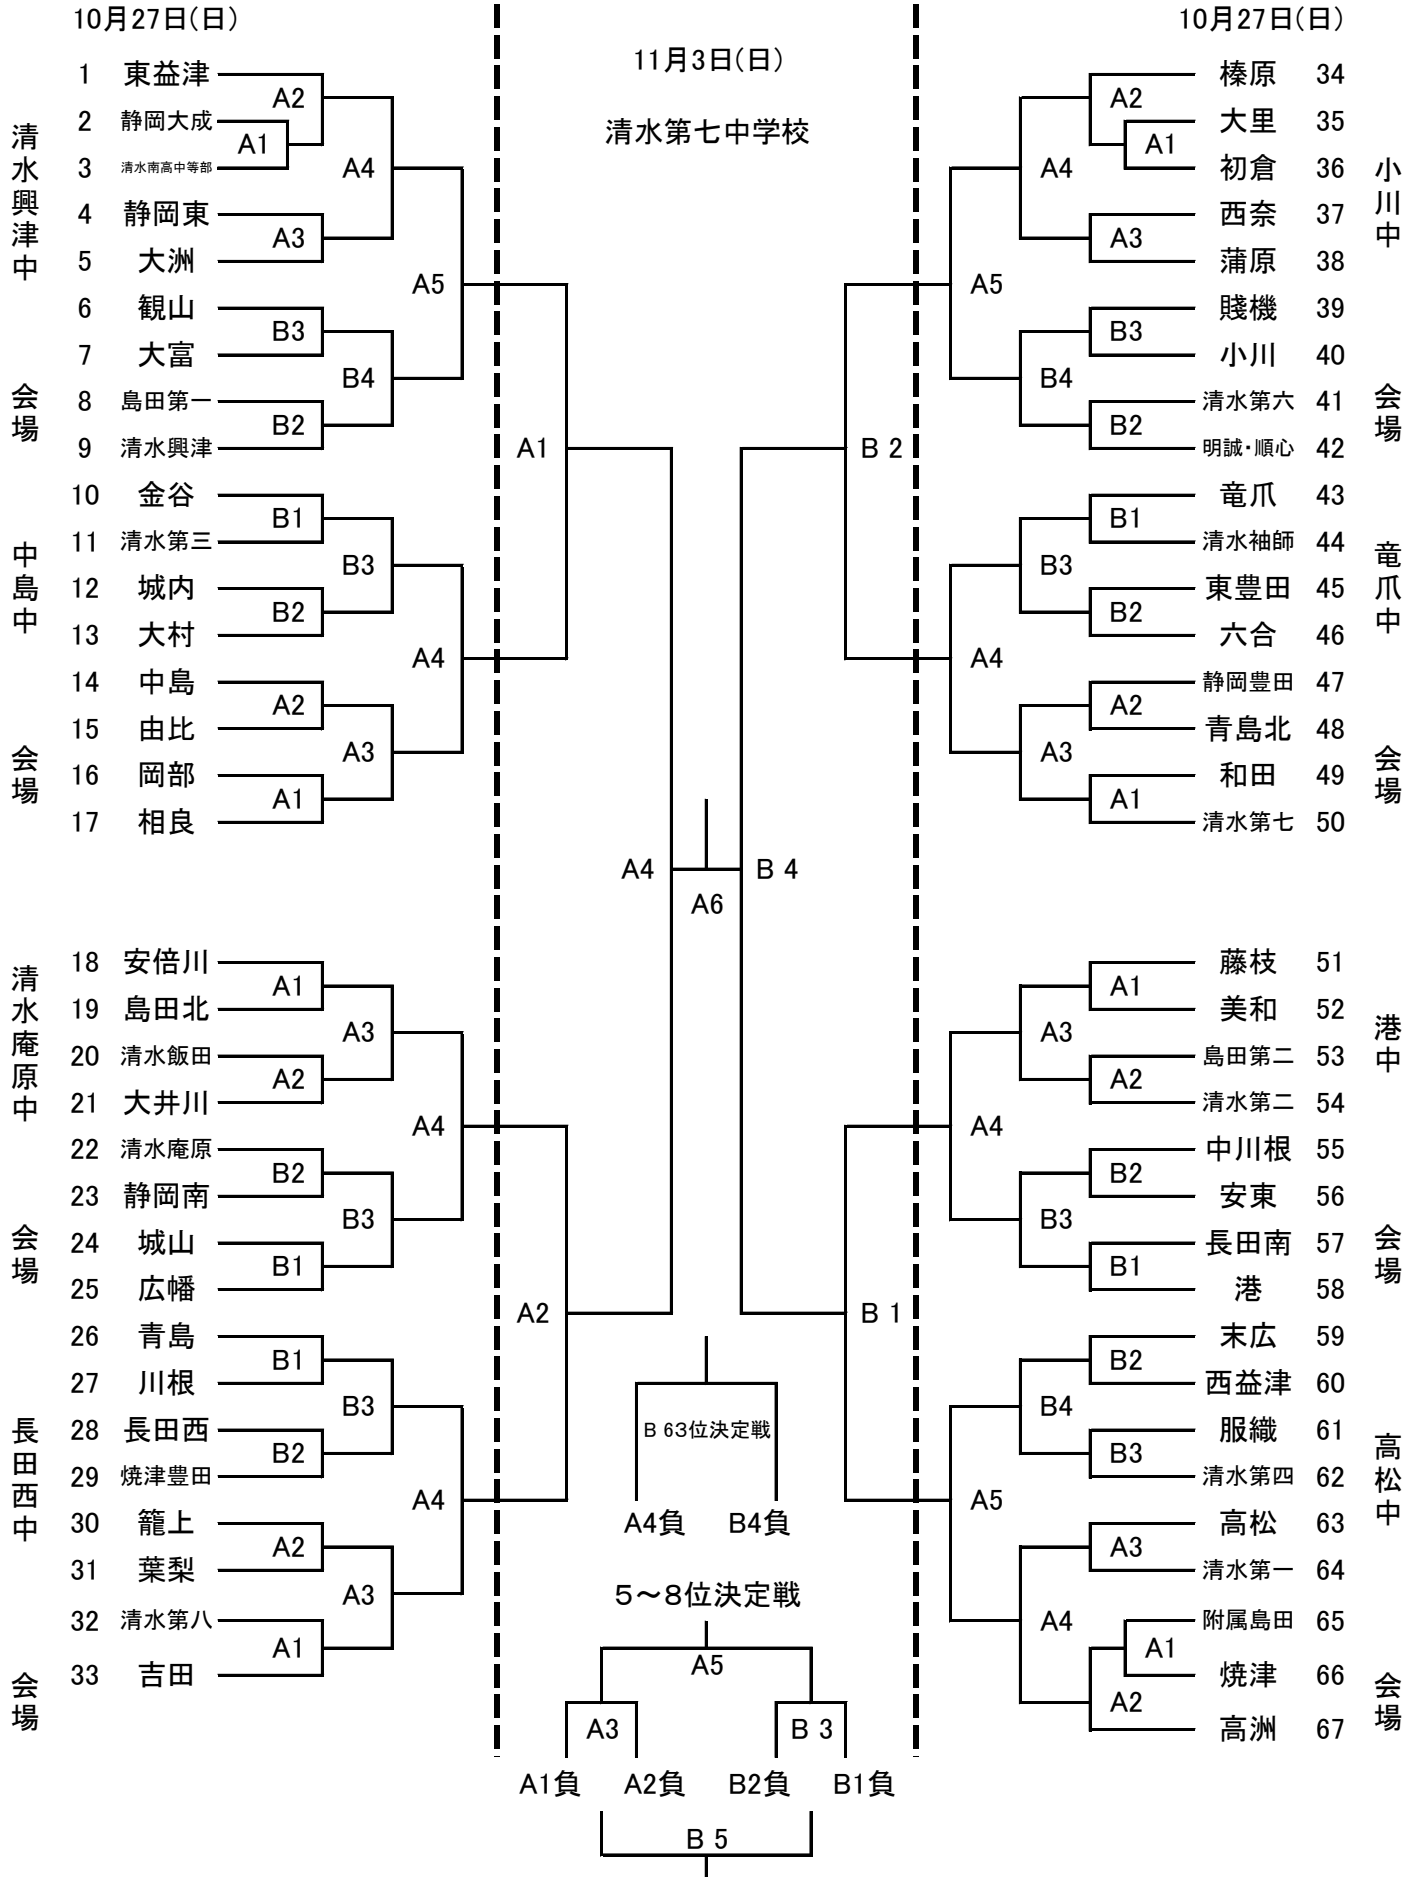 10月27日(日)
11月3日(日)
清水第七中学校
10月27日(日)
清水興津中
会場
中島中
会場
清水庵原中
会場
長田西中
会場
1 東益津
2 静岡大成
3 清水南高中等部
4 静岡東
5 大洲
6 観山
7 大富
8 島田第一
9 清水興津
10 金谷
11 清水第三
12 城内
13 大村
14 中島
15 由比
16 岡部
17 相良
18 安倍川
19 島田北
20 清水飯田
21 大井川
22 清水庵原
23 静岡南
24 城山
25 広幡
26 青島
27 川根
28 長田西
29 焼津豊田
30 籠上
31 葉梨
32 清水第八
33 吉田
A2
A1
A3
B3
B2
B1
B2
A2
A1
A1
A2
B2
B1
B1
B2
A2
A1
A4
B4
B3
A3
A3
B3
B3
A3
A5
A4
A4
A4
A1
A2
A4
A6
B 4
B 2
B 1
B 63位決定戦
A4負 B4負
5～8位決定戦
A5
A3 B 3
A1負 A2負 B2負 B1負
B 5
A5
A4
A4
A5
A4
B4
B3
A3
A3
B3
B4
A4
A2
A1
A3
B3
B2
B1
B2
A2
A1
A1
A2
B2
B1
B2
B3
A3
A1
A2
榛原 34
大里 35
初倉 36
西奈 37
蒲原 38
賤機 39
小川 40
清水第六 41
明誠・順心 42
竜爪 43
清水袖師 44
東豊田 45
六合 46
静岡豊田 47
青島北 48
和田 49
清水第七 50
藤枝 51
美和 52
島田第二 53
清水第二 54
中川根 55
安東 56
長田南 57
港 58
末広 59
西益津 60
服織 61
清水第四 62
高松 63
清水第一 64
附属島田 65
焼津 66
高洲 67
小川中
会場
竜爪中
会場
港中
会場
高松中
会場